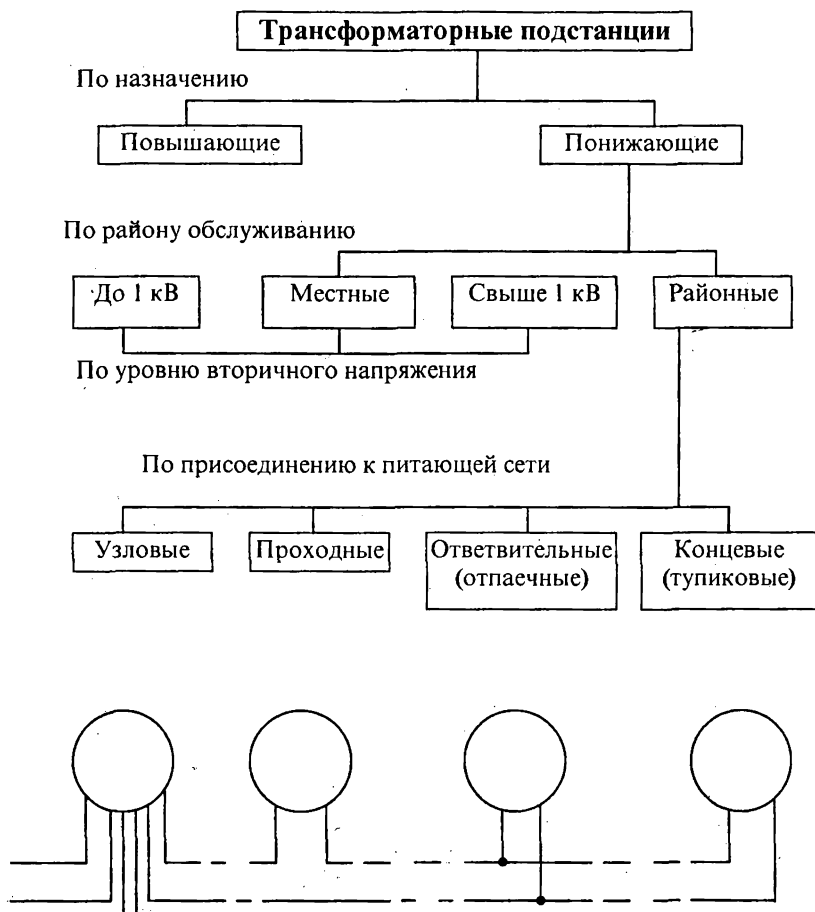 Трансформаторные подстанции
По назначению
Повышающие
Понижающие
По району обслуживанию
До 1 кВ
Местные
Свыше 1 кВ
Районные
По уровню вторичного напряжения
По присоединению к питающей сети
Узловые
Проходные
Ответвительные
(отпаечные)
Концевые
(тупиковые)